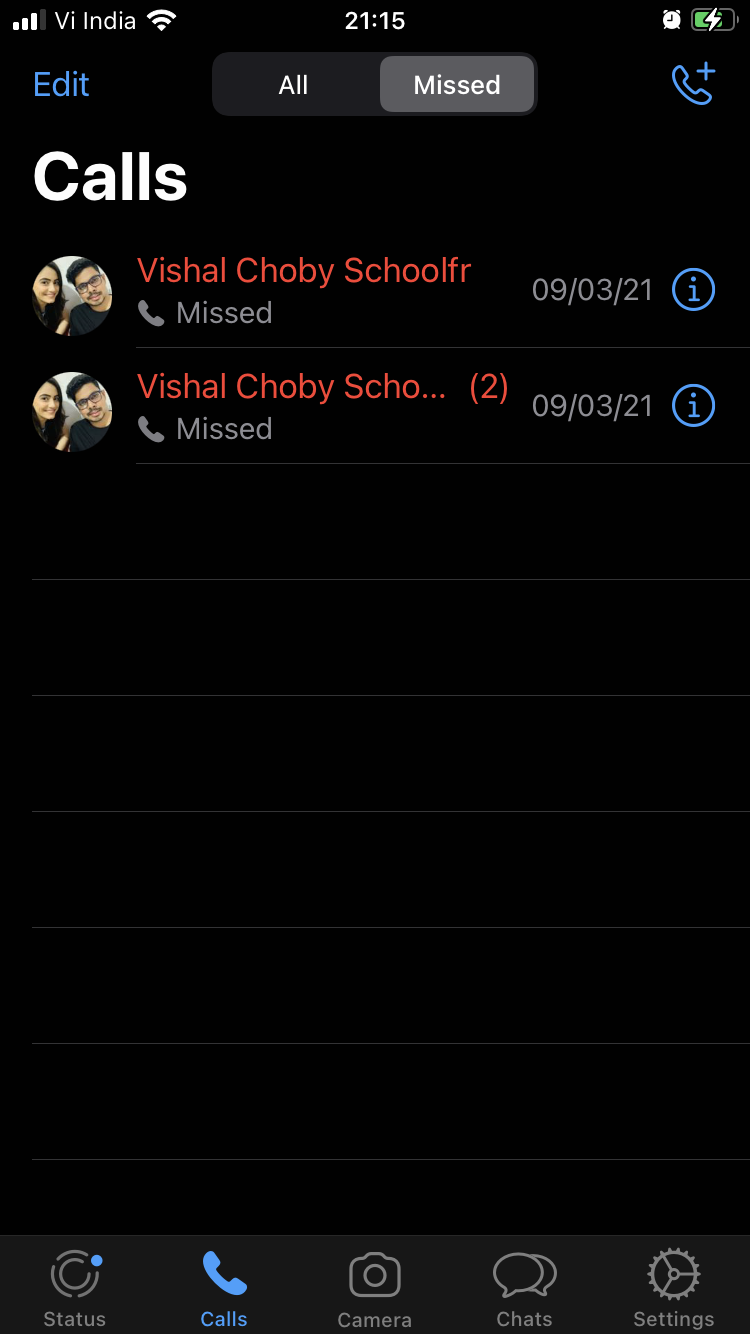 Vi India 21:15
Edit All Missed
Calls
Vishal Choby Schoolfr
Missed
09/03/21
Vishal Choby Scho... (2)
Missed
09/03/21
Status Calls Camera Chats Settings